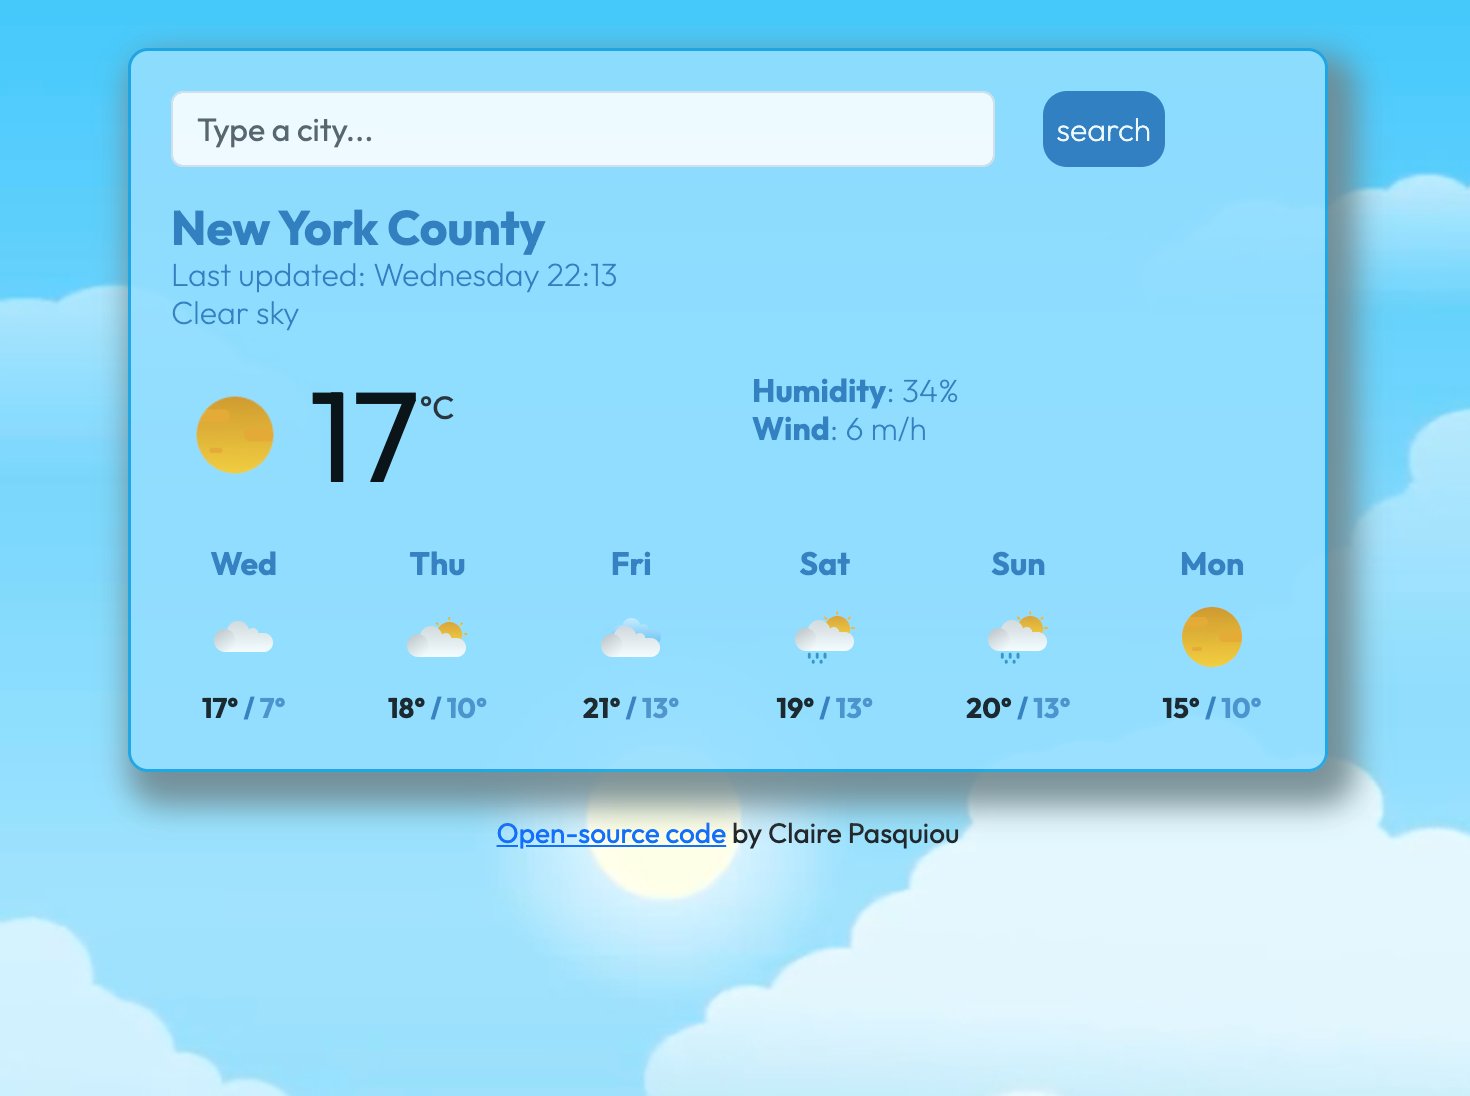 Type a city...
search
New York County
Last updated: Wednesday 22:13
Clear sky
17°C
Humidity: 34%
Wind: 6 m/h
Wed Thu Fri Sat Sun Mon
17° / 7° 18° / 10° 21° / 13° 19° / 13° 20° / 13° 15° / 10°
Open-source code by Claire Pasquiou